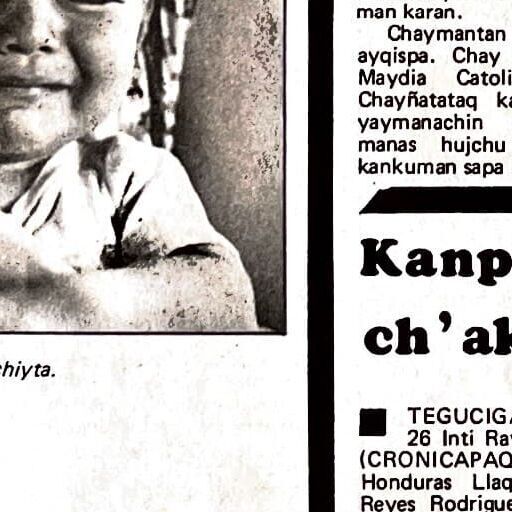 man karan.
Chaymantan
ayqispa. Chay
Maydia Catoli
Chayñatataq ka
yaymanachin
manas hujchu
kankuman sapa
Kanp
ch'ak
chiyta.
TEGUCIGA
26 Inti Ray
(CRONICAPAQ
Honduras Llaq
Reyes Rodrigue